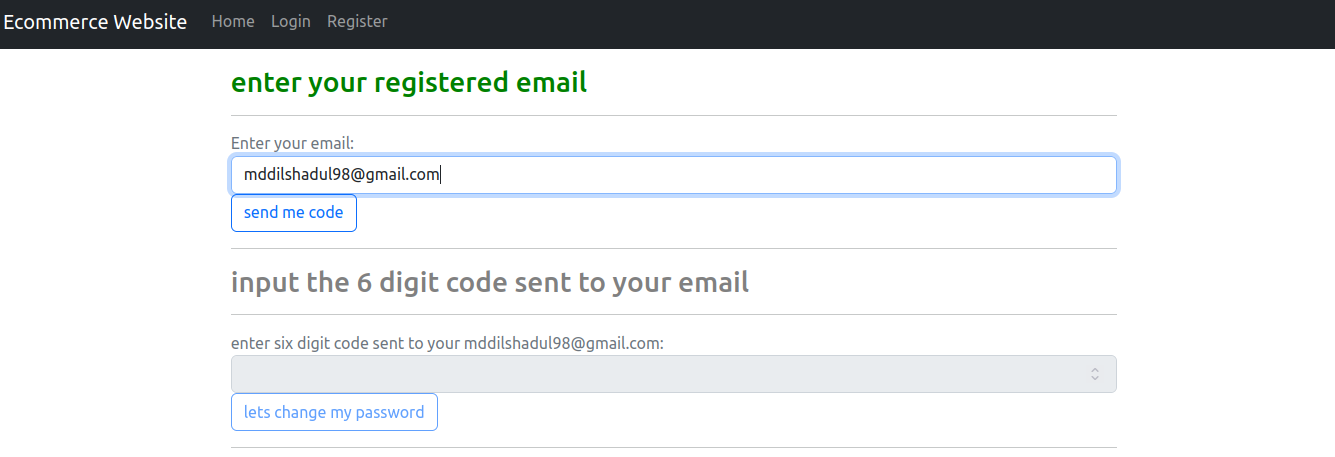 Ecommerce Website Home Login Register
enter your registered email
Enter your email:
mddilshadul98@gmail.com
send me code
input the 6 digit code sent to your email
enter six digit code sent to your mddilshadul98@gmail.com:
lets change my password